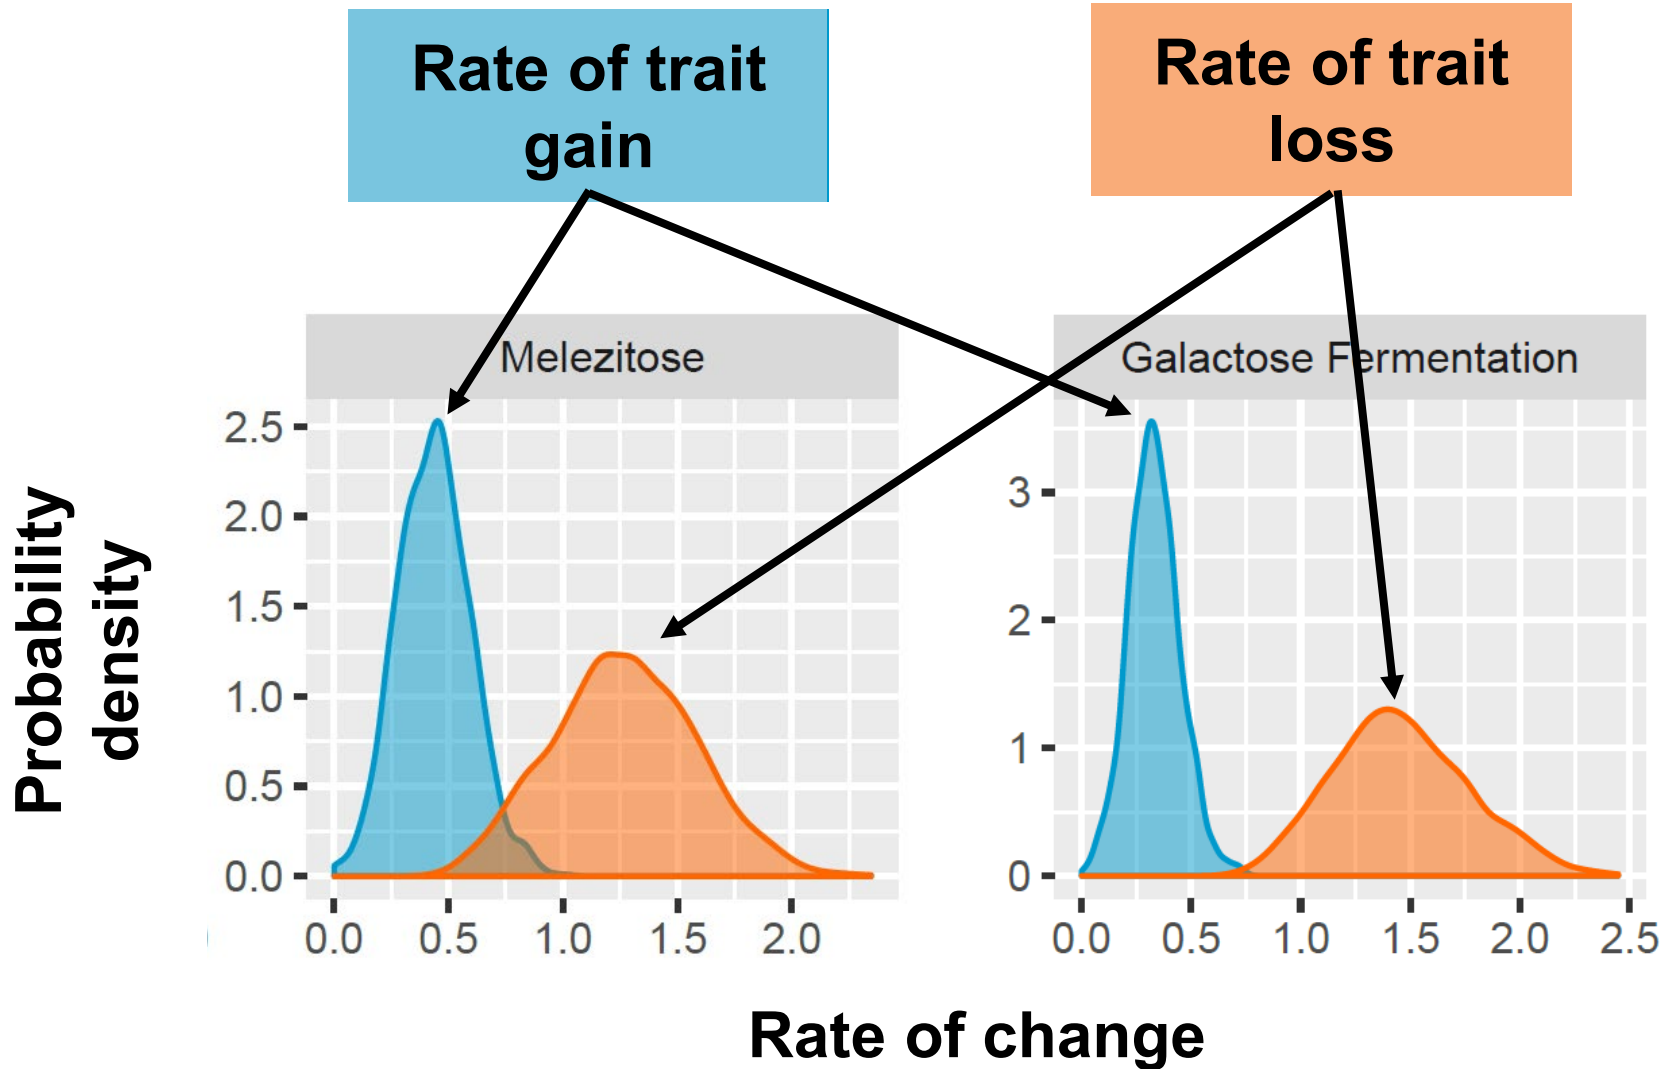 Rate of trait
gain
Rate of trait
loss
Melezitose
Galactose Fermentation
Probability
density
2.5
2.0
1.5
1.0
0.5
0.0
0.0 0.5 1.0 1.5 2.0
3
2
1
0
0.0 0.5 1.0 1.5 2.0 2.5
Rate of change